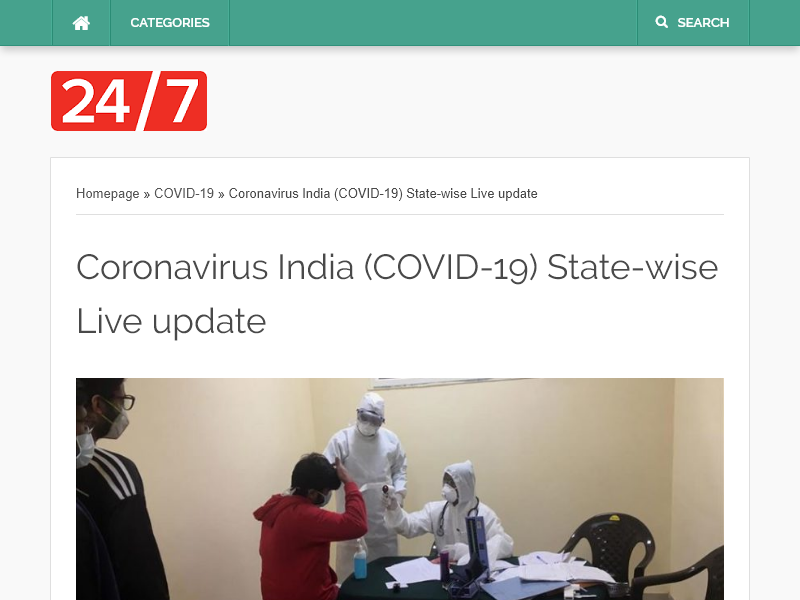 CATEGORIES
SEARCH
24/7
Homepage » COVID-19 » Coronavirus India (COVID-19) State-wise Live update
Coronavirus India (COVID-19) State-wise
Live update